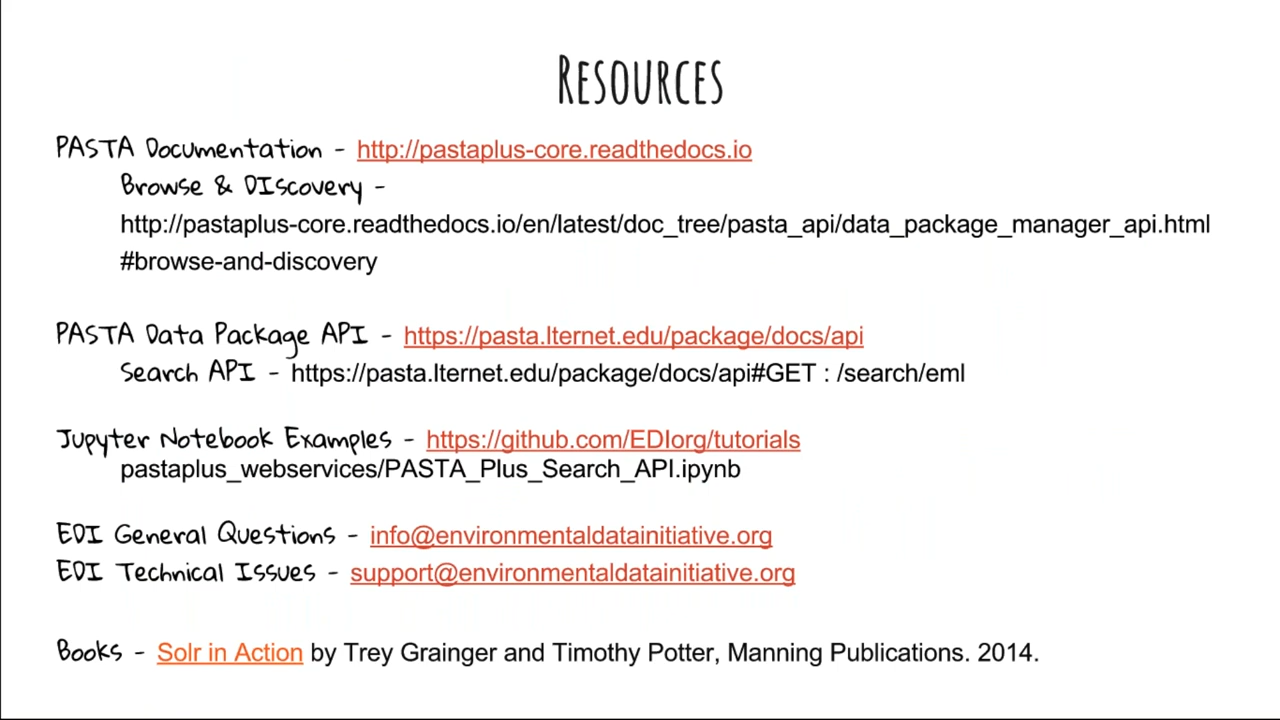 Resources
PASTA Documentation - http://pastaplus-core.readthedocs.io
Browse & DIscovery -
http://pastaplus-core.readthedocs.io/en/latest/doc_tree/pasta_api/data_package_manager_api.html
#browse-and-discovery
PASTA Data Package API - https://pasta.lternet.edu/package/docs/api
Search API - https://pasta.lternet.edu/package/docs/api#GET : /search/eml
Jupyter Notebook Examples - https://github.com/EDIorg/tutorials
pastaplus_webservices/PASTA_Plus_Search_API.ipynb
EDI General Questions - info@environmentaldatainitiative.org
EDI Technical Issues - support@environmentaldatainitiative.org
Books - Solr in Action by Trey Grainger and Timothy Potter, Manning Publications. 2014.